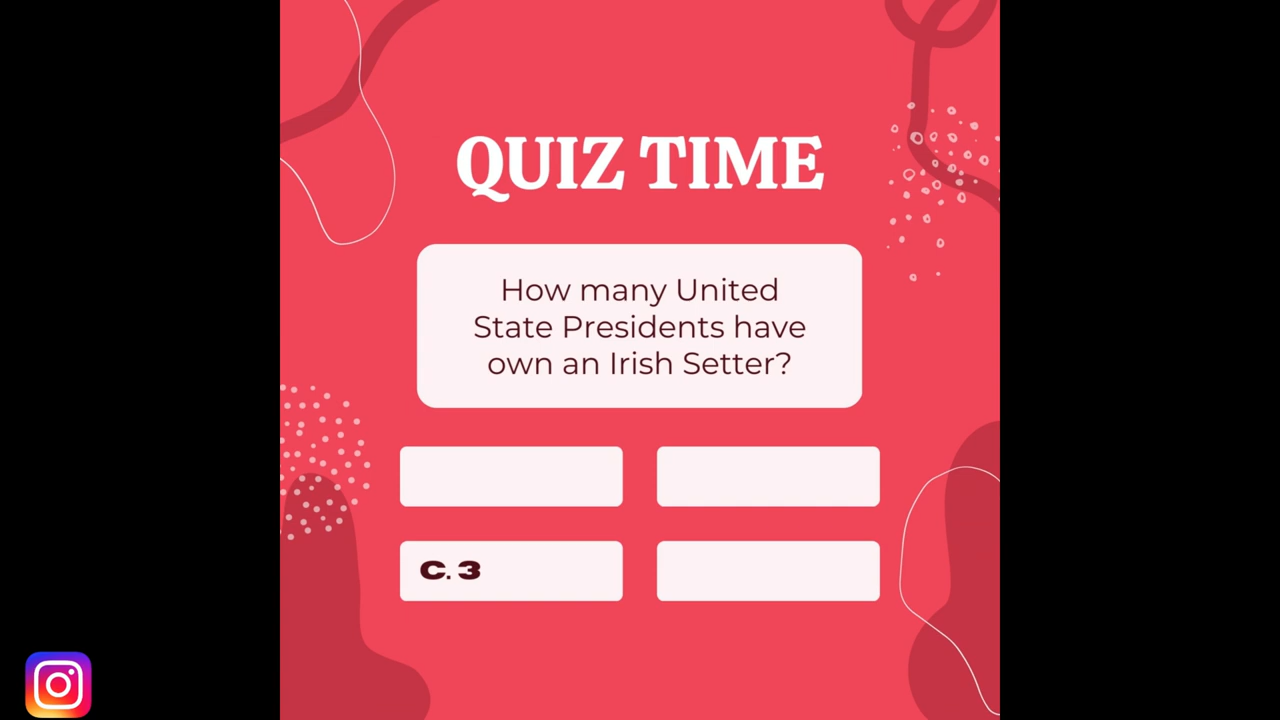 QUIZ TIME
How many United
State Presidents have
own an Irish Setter?
C. 3